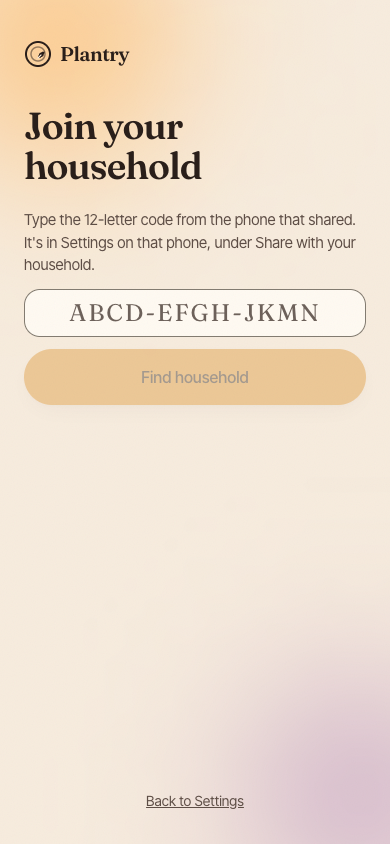 Plantry
Join your
household
Type the 12-letter code from the phone that shared.
It's in Settings on that phone, under Share with your
household.
ABCD-EFGH-JKMN
Find household
Back to Settings